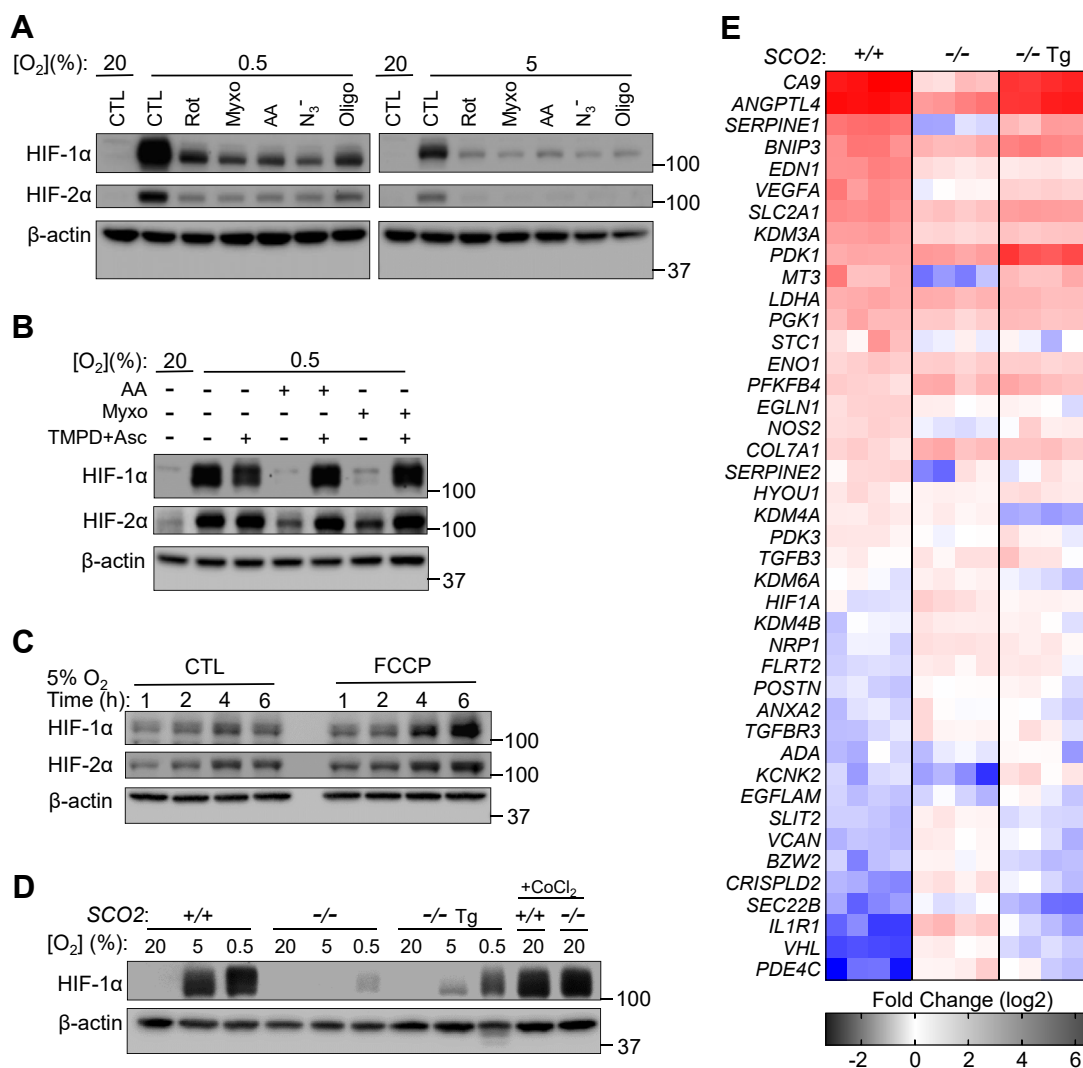 A
[O2](%): 20 0.5 20 5
CTL CTL Rot Myxo AA N3⁻ Oligo CTL CTL Rot Myxo AA N3⁻ Oligo
HIF-1α 100
HIF-2α 100
β-actin
37
B
[O2](%): 20 0.5
AA - - - + + - -
Myxo - - - - - + +
TMPD+Asc - - + - + - +
HIF-1α
100
HIF-2α 100
β-actin
37
C
5% O2 CTL FCCP
Time (h): 1 2 4 6 1 2 4 6
HIF-1α
100
HIF-2α
100
β-actin
37
D
+CoCl2
SCO2: +/+ -/- -/- Tg +/+ -/-
[O2] (%): 20 5 0.5 20 5 0.5 20 5 0.5 20 20
HIF-1α
100
β-actin
37
E
SCO2: +/+ -/- -/- Tg
CA9
ANGPTL4
SERPINE1
BNIP3
EDN1
VEGFA
SLC2A1
KDM3A
PDK1
MT3
LDHA
PGK1
STC1
ENO1
PFKFB4
EGLN1
NOS2
COL7A1
SERPINE2
HYOU1
KDM4A
PDK3
TGFB3
KDM6A
HIF1A
KDM4B
NRP1
FLRT2
POSTN
ANXA2
TGFBR3
ADA
KCNK2
EGFLAM
SLIT2
VCAN
BZW2
CRISPLD2
SEC22B
IL1R1
VHL
PDE4C
Fold Change (log2)
-2 0 2 4 6